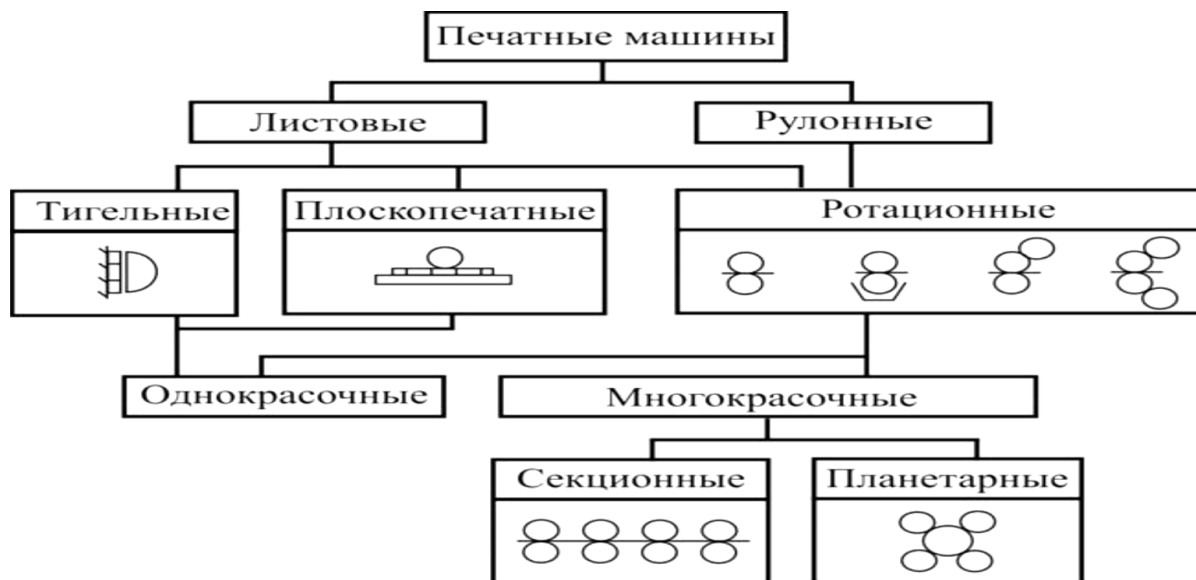 Печатные машины
Листовые
Рулонные
Тигельные
Плоскопечатные
Ротационные
Однокрасочные
Многокрасочные
Секционные
Планетарные